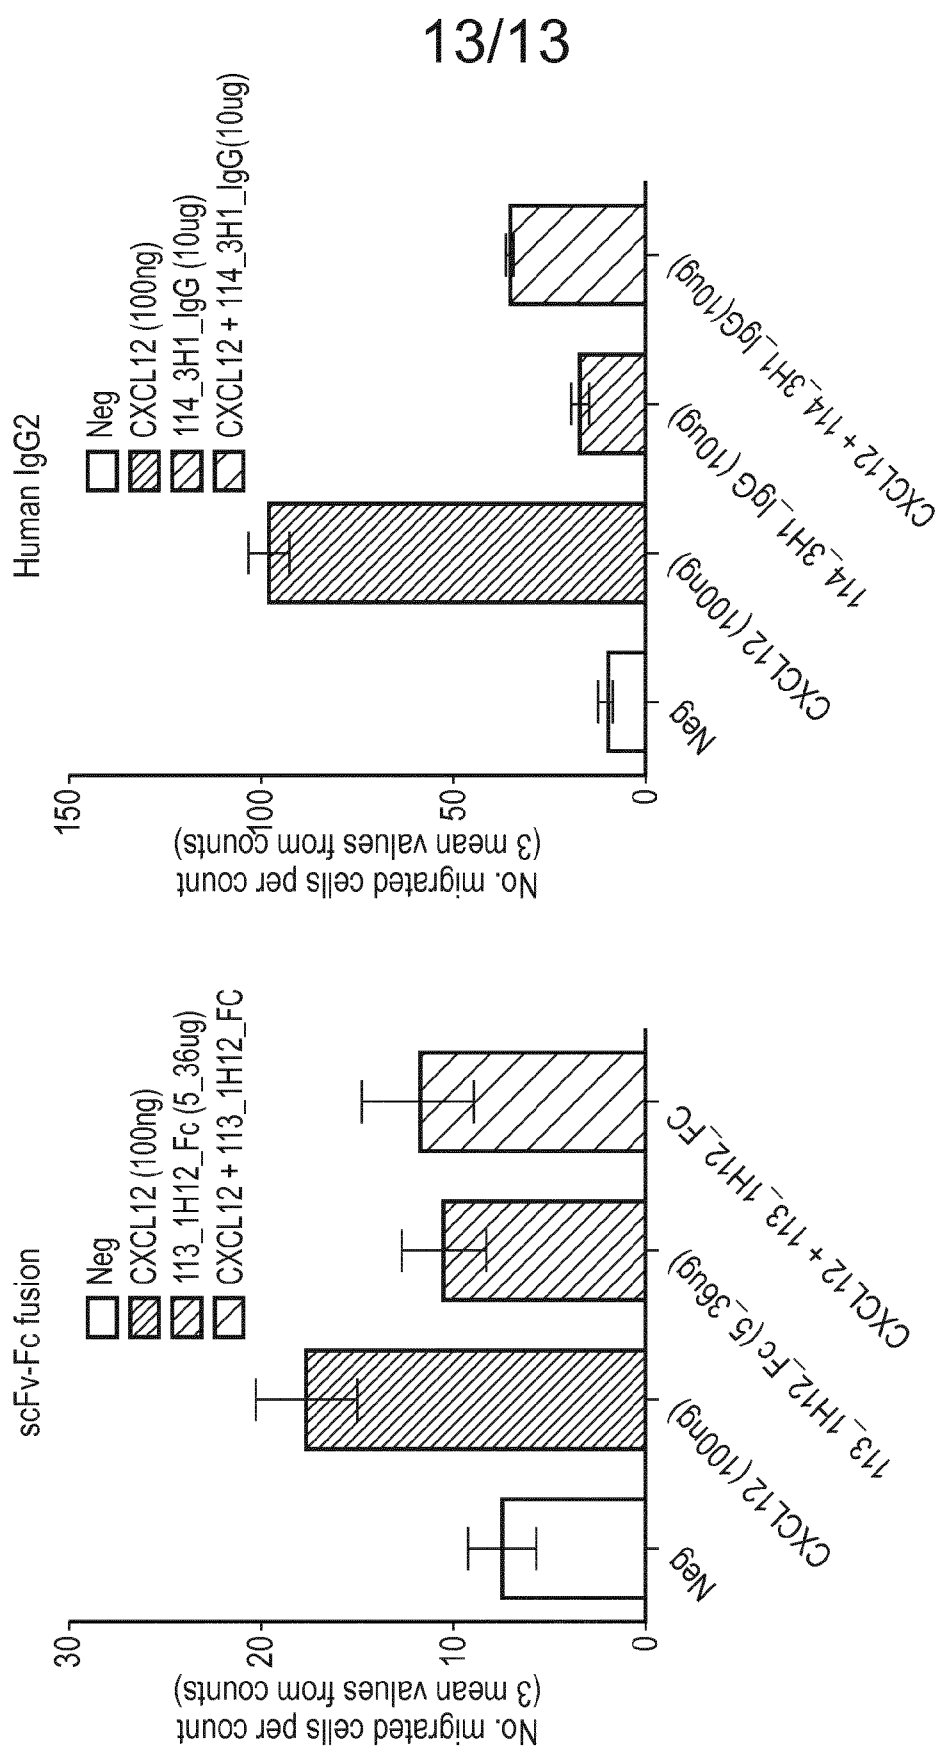 13/13
scFv-Fc fusion
Neg
CXCL12 (100ng)
113_1H12_Fc (5_36ug)
CXCL12 + 113_1H12_FC
No. migrated cells per count
(3 mean values from counts)
30
20
10
0
Neg
CXCL12 (100ng)
113_1H12_Fc (5_36ug)
CXCL12 + 113_1H12_FC
Human IgG2
Neg
CXCL12 (100ng)
114_3H1_IgG (10ug)
CXCL12 + 114_3H1_IgG(10ug)
No. migrated cells per count
(3 mean values from counts)
150
100
50
0
Neg
CXCL12 (100ng)
114_3H1_IgG (10ug)
CXCL12 + 114_3H1_IgG(10ug)